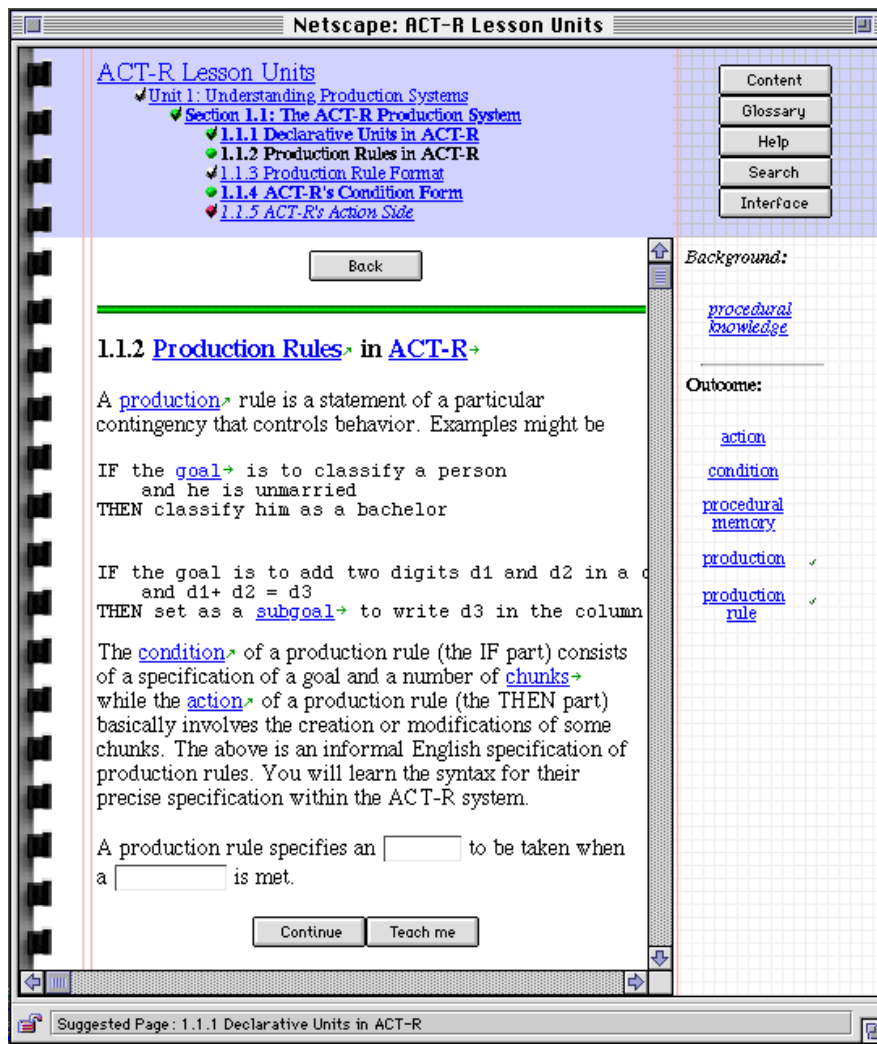 Netscape: ACT-R Lesson Units
ACT-R Lesson Units
Unit 1: Understanding Production Systems
Section 1.1: The ACT-R Production System
1.1.1 Declarative Units in ACT-R
1.1.2 Production Rules in ACT-R
1.1.3 Production Rule Format
1.1.4 ACT-R's Condition Form
1.1.5 ACT-R's Action Side
Content
Glossary
Help
Search
Interface
Back
1.1.2 Production Rules in ACT-R
A production rule is a statement of a particular
contingency that controls behavior. Examples might be
IF the goal is to classify a person
and he is unmarried
THEN classify him as a bachelor
IF the goal is to add two digits d1 and d2 in a
and d1+ d2 = d3
THEN set as a subgoal to write d3 in the column
The condition of a production rule (the IF part) consists
of a specification of a goal and a number of chunks
while the action of a production rule (the THEN part)
basically involves the creation or modifications of some
chunks. The above is an informal English specification of
production rules. You will learn the syntax for their
precise specification within the ACT-R system.
A production rule specifies an to be taken when
a is met.
Continue
Teach me
Background:
procedural
knowledge
Outcome:
action
condition
procedural
memory
production
production
rule
Suggested Page: 1.1.1 Declarative Units in ACT-R